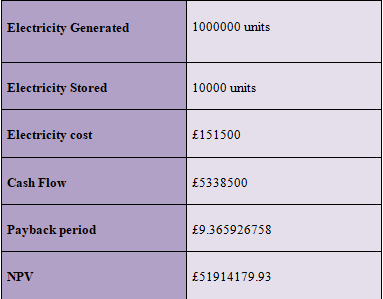 Electricity Generated 1000000 units
Electricity Stored 10000 units
Electricity cost £151500
Cash Flow £5338500
Payback period £9.365926758
NPV £51914179.93